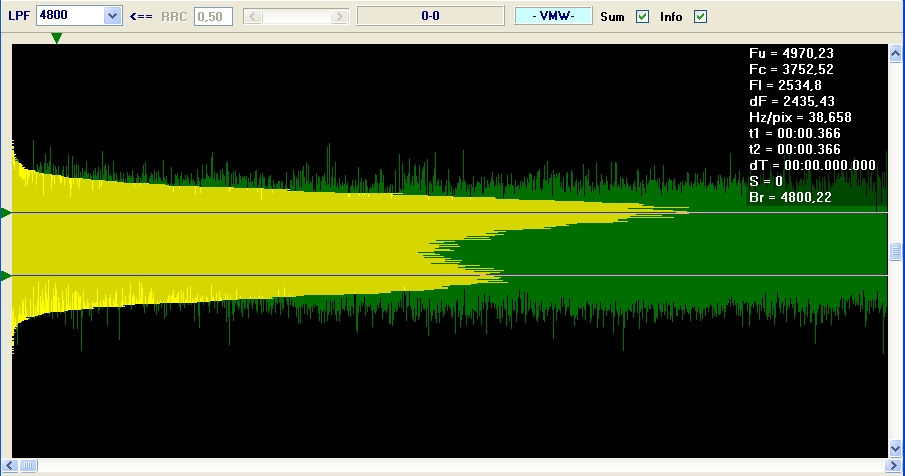 LPF 4800 <== RRC 0,50 0-0 - VMW- Sum Info
Fu = 4970,23
Fc = 3752,52
Fl = 2534,8
dF = 2435,43
Hz/pix = 38,658
t1 = 00:00.366
t2 = 00:00.366
dT = 00:00.000.000
S = 0
Br = 4800,22